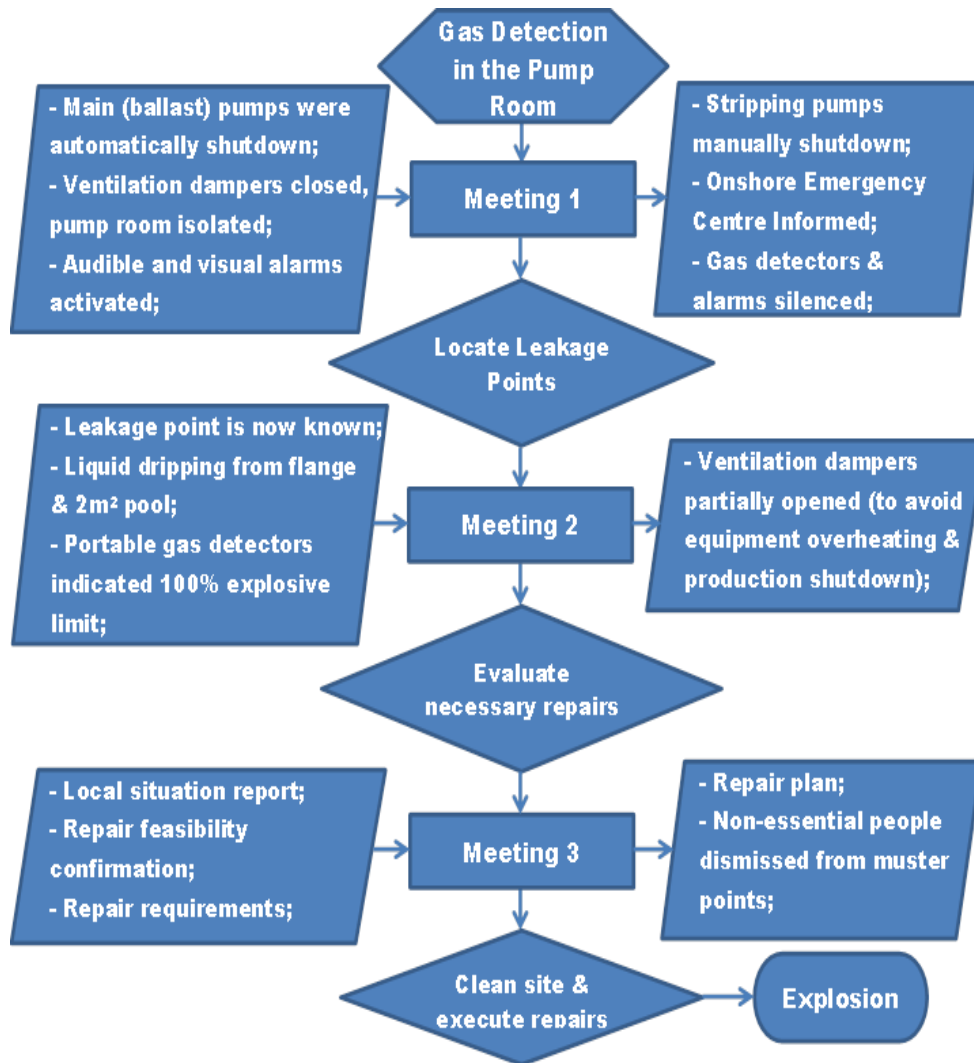 Gas Detection
in the Pump
Room
- Main (ballast) pumps were
automatically shutdown;
- Ventilation dampers closed,
pump room isolated;
- Audible and visual alarms
activated;
Meeting 1
- Stripping pumps
manually shutdown;
- Onshore Emergency
Centre Informed;
- Gas detectors &
alarms silenced;
Locate Leakage
Points
- Leakage point is now known;
- Liquid dripping from flange
& 2m² pool;
- Portable gas detectors
indicated 100% explosive
limit;
Meeting 2
- Ventilation dampers
partially opened (to avoid
equipment overheating &
production shutdown);
Evaluate
necessary repairs
- Local situation report;
- Repair feasibility
confirmation;
- Repair requirements;
Meeting 3
- Repair plan;
- Non-essential people
dismissed from muster
points;
Clean site &
execute repairs
Explosion